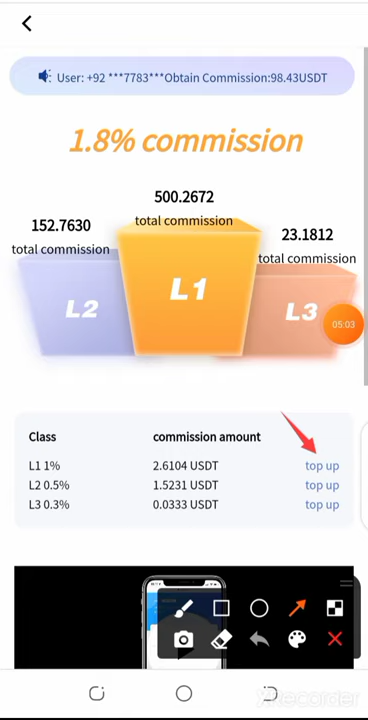 User: +92 ***7783***Obtain Commission:98.43USDT
1.8% commission
500.2672
total commission
152.7630
total commission
23.1812
total commission
L2
L1
L3
05:03
Class commission amount
L1 1% 2.6104 USDT top up
L2 0.5% 1.5231 USDT top up
L3 0.3% 0.0333 USDT top up
XRecorder